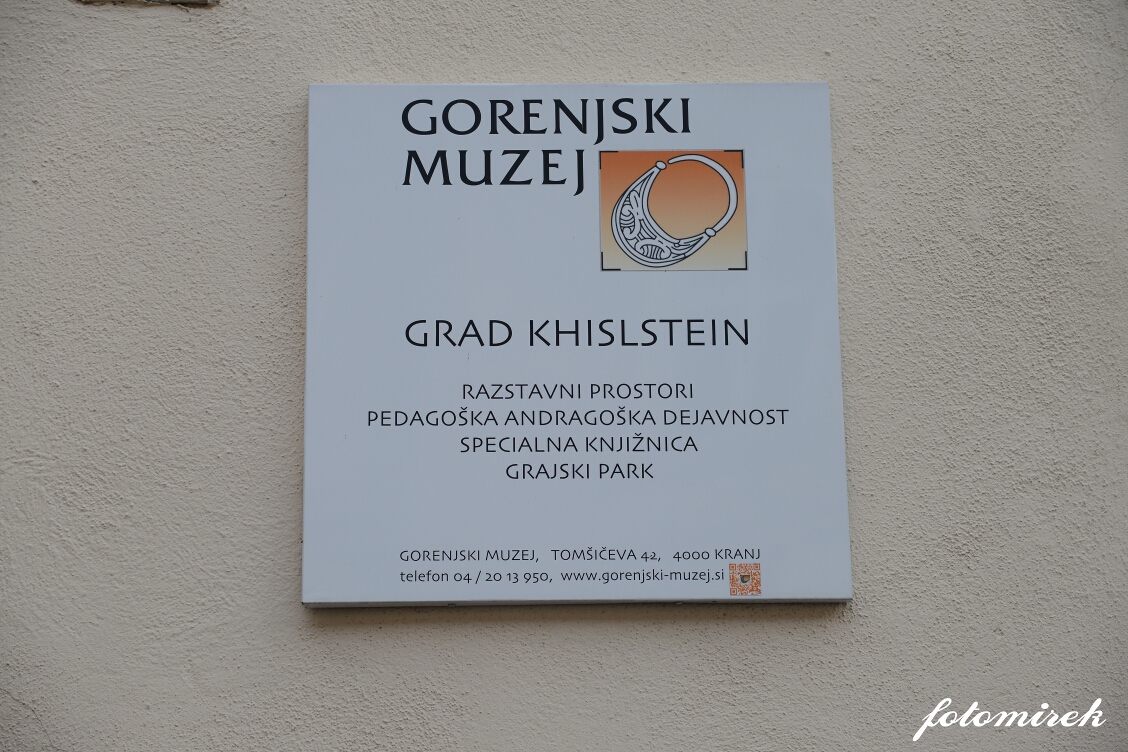 GORENJSKI
MUZEJ
GRAD KHISLSTEIN
RAZSTAVNI PROSTORI
PEDAGOŠKA ANDRAGOŠKA DEJAVNOST
SPECIALNA KNJIŽNICA
GRAJSKI PARK
GORENJSKI MUZEJ, TOMŠIČEVA 42, 4000 KRANJ
telefon 04 / 20 13 950, www.gorenjski-muzej.si
fotomirek